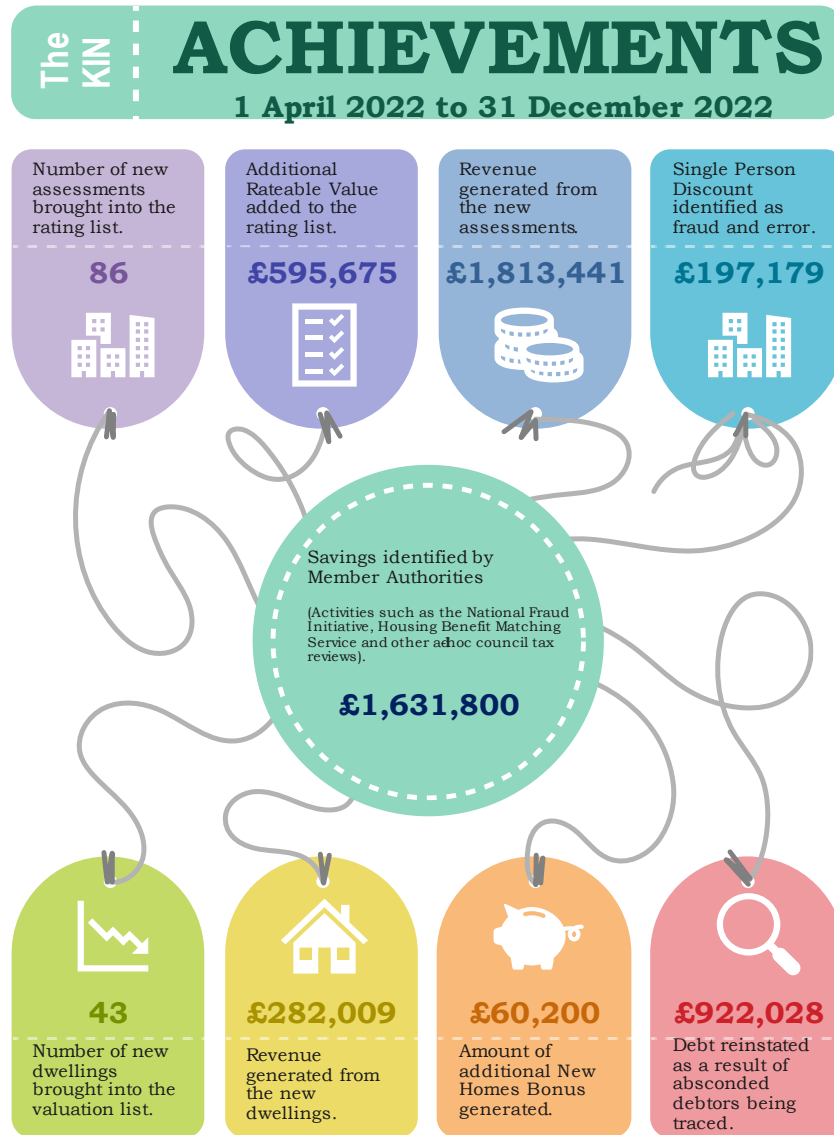 The
KIN
ACHIEVEMENTS
1 April 2022 to 31 December 2022
Number of new
assessments
brought into the
rating list.
86
Additional
Rateable Value
added to the
rating list.
£595,675
Revenue
generated from
the new
assessments.
£1,813,441
Single Person
Discount
identified as
fraud and error.
£197,179
Savings identified by
Member Authorities
(Activities such as the National Fraud
Initiative, Housing Benefit Matching
Service and other adhoc council tax
reviews).
£1,631,800
43
Number of new
dwellings
brought into the
valuation list.
£282,009
Revenue
generated from
the new
dwellings.
£60,200
Amount of
additional New
Homes Bonus
generated.
£922,028
Debt reinstated
as a result of
absconded
debtors being
traced.